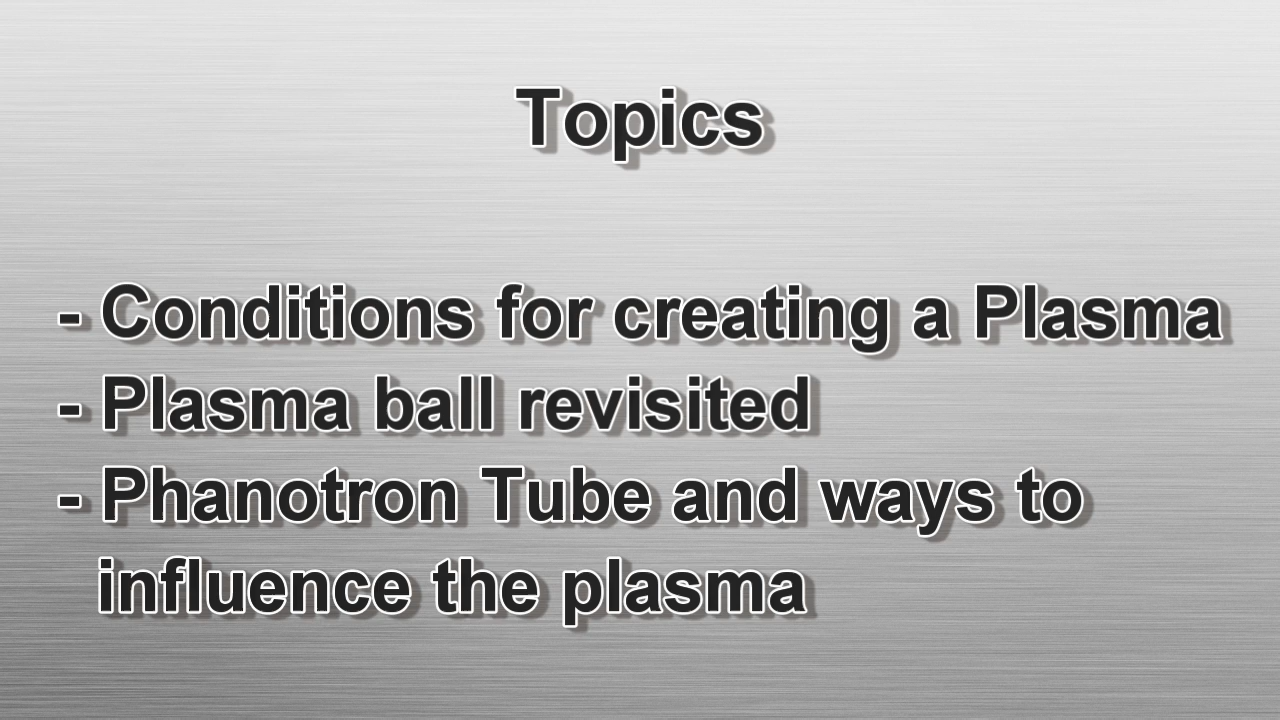 Topics
- Conditions for creating a Plasma
- Plasma ball revisited
- Phanotron Tube and ways to
influence the plasma